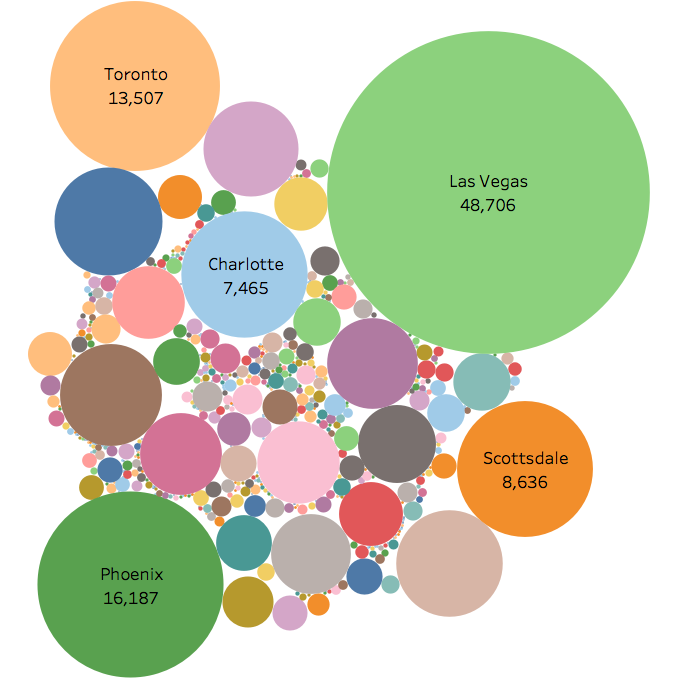 Toronto
13,507
Las Vegas
48,706
Charlotte
7,465
Scottsdale
8,636
Phoenix
16,187